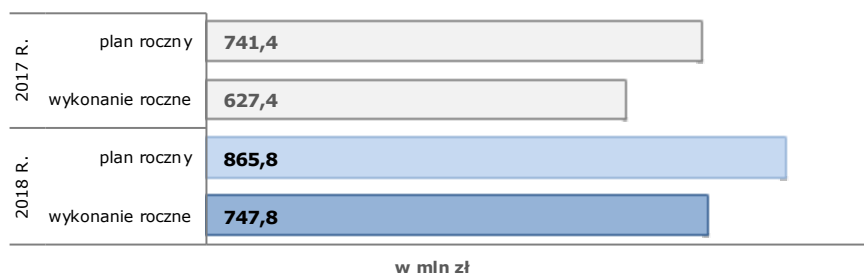 2017 R.
plan roczny 741,4
wykonanie roczne 627,4
2018 R.
plan roczny 865,8
wykonanie roczne 747,8
w mln zł